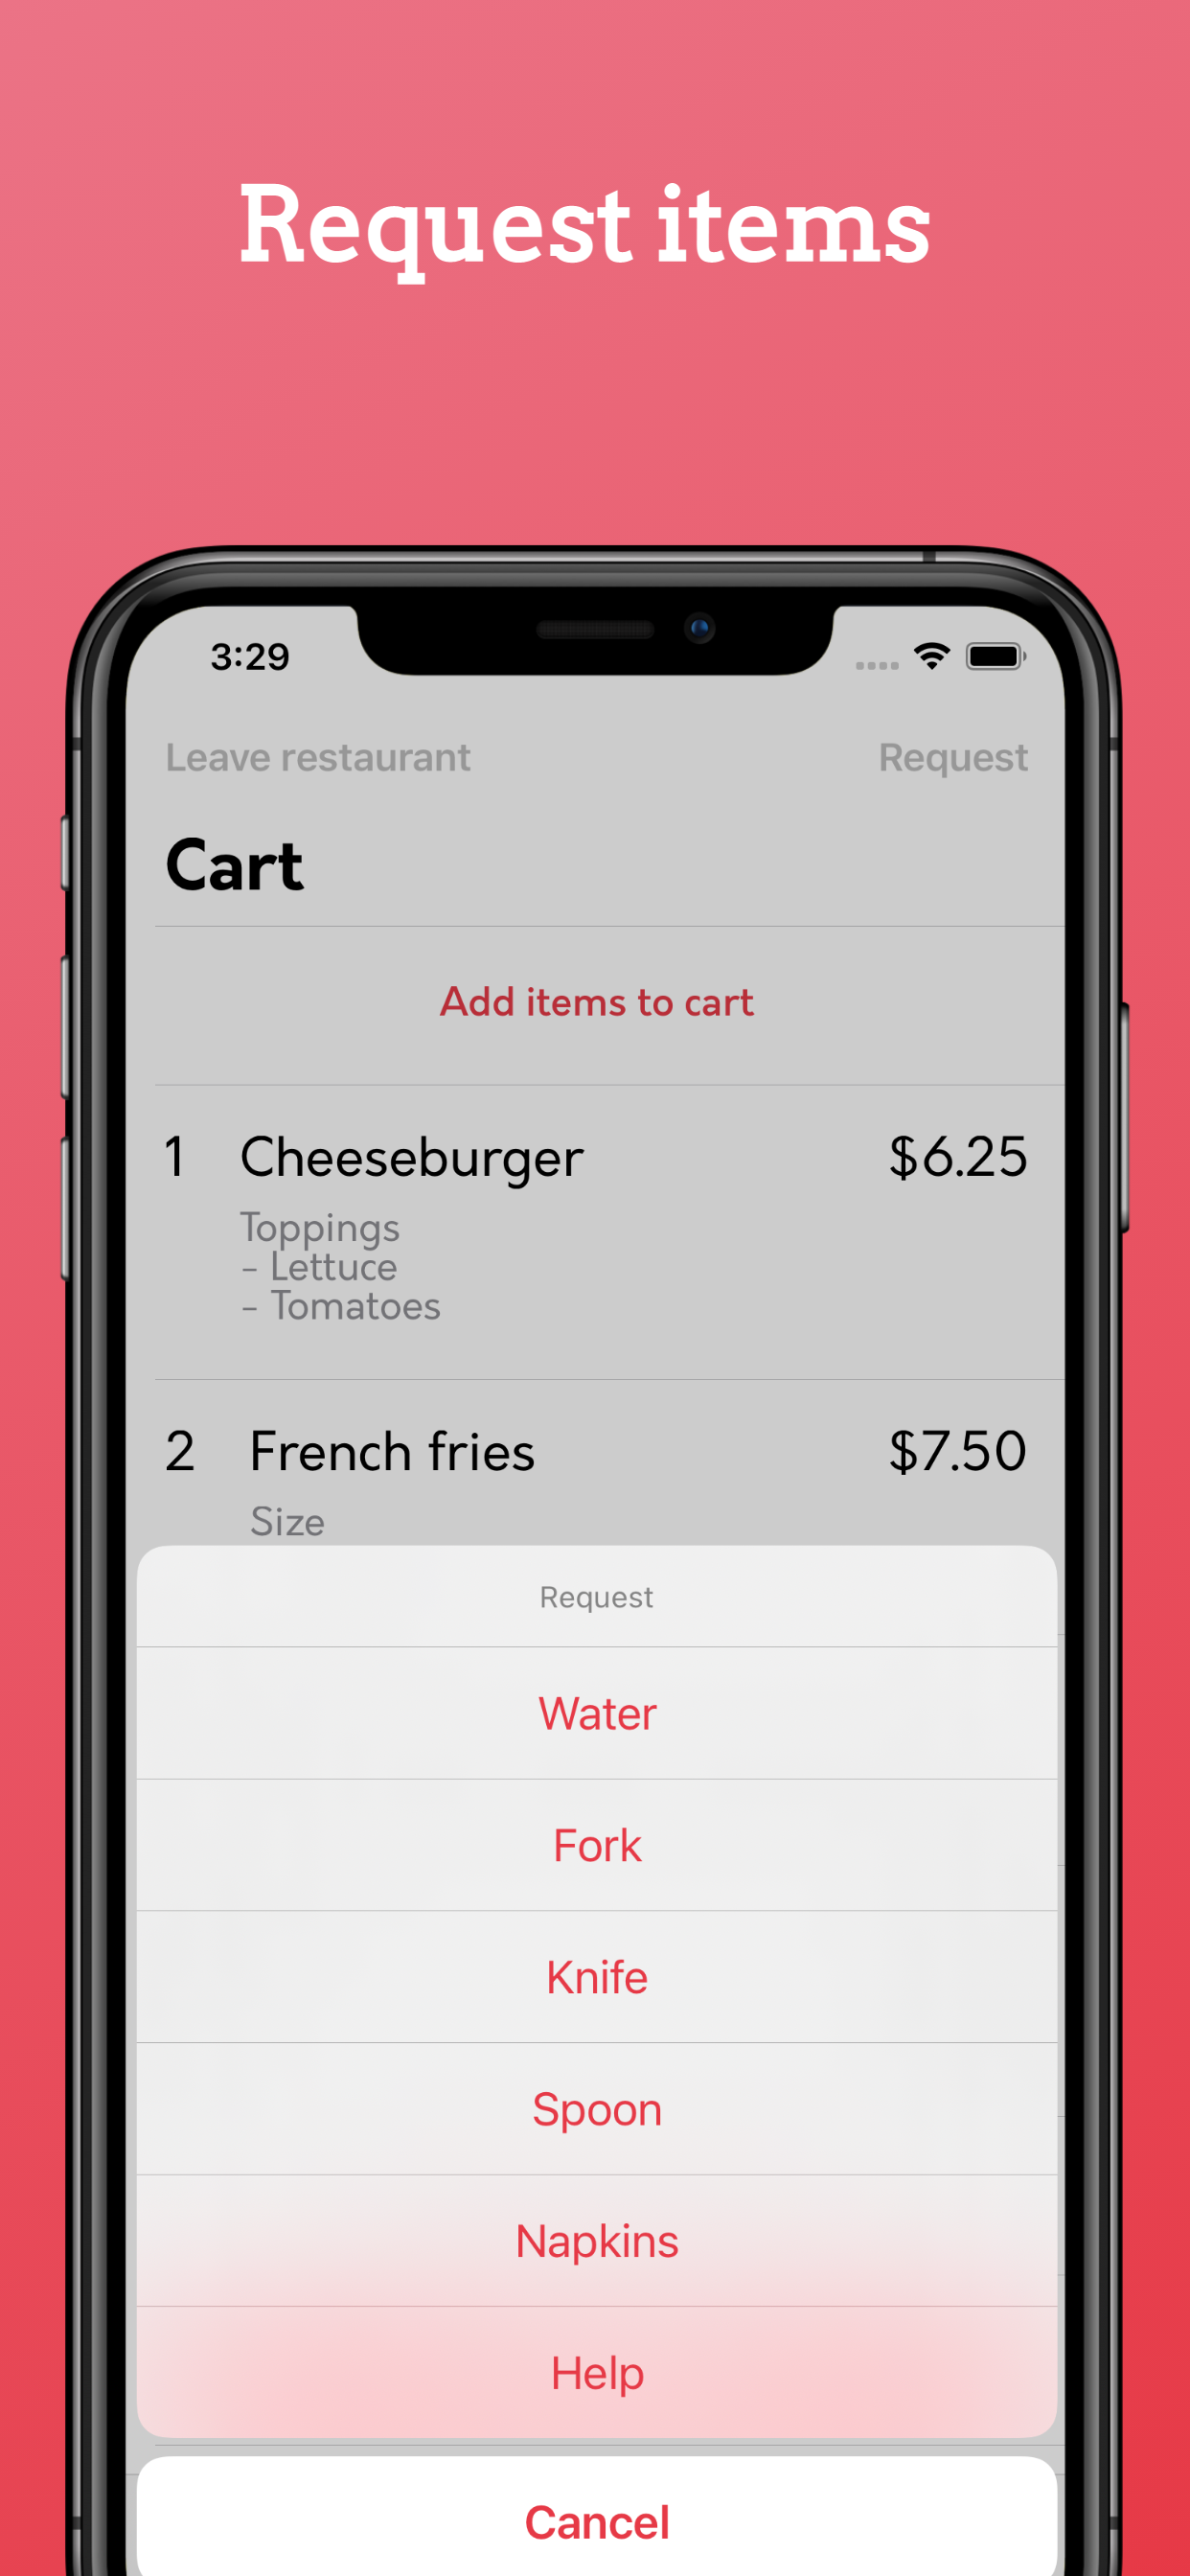 Request items
3:29
Leave restaurant Request
Cart
Add items to cart
1 Cheeseburger $6.25
Toppings
- Lettuce
- Tomatoes
2 French fries $7.50
Size
Request
Water
Fork
Knife
Spoon
Napkins
Help
Cancel